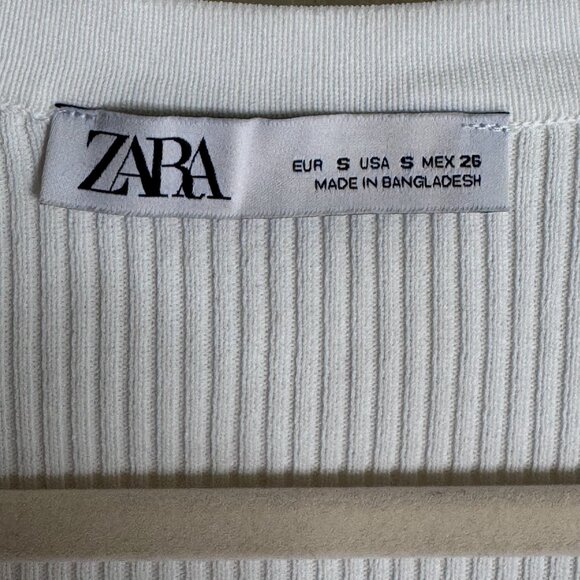 ZARA
EUR S USA S MEX 26
MADE IN BANGLADESH